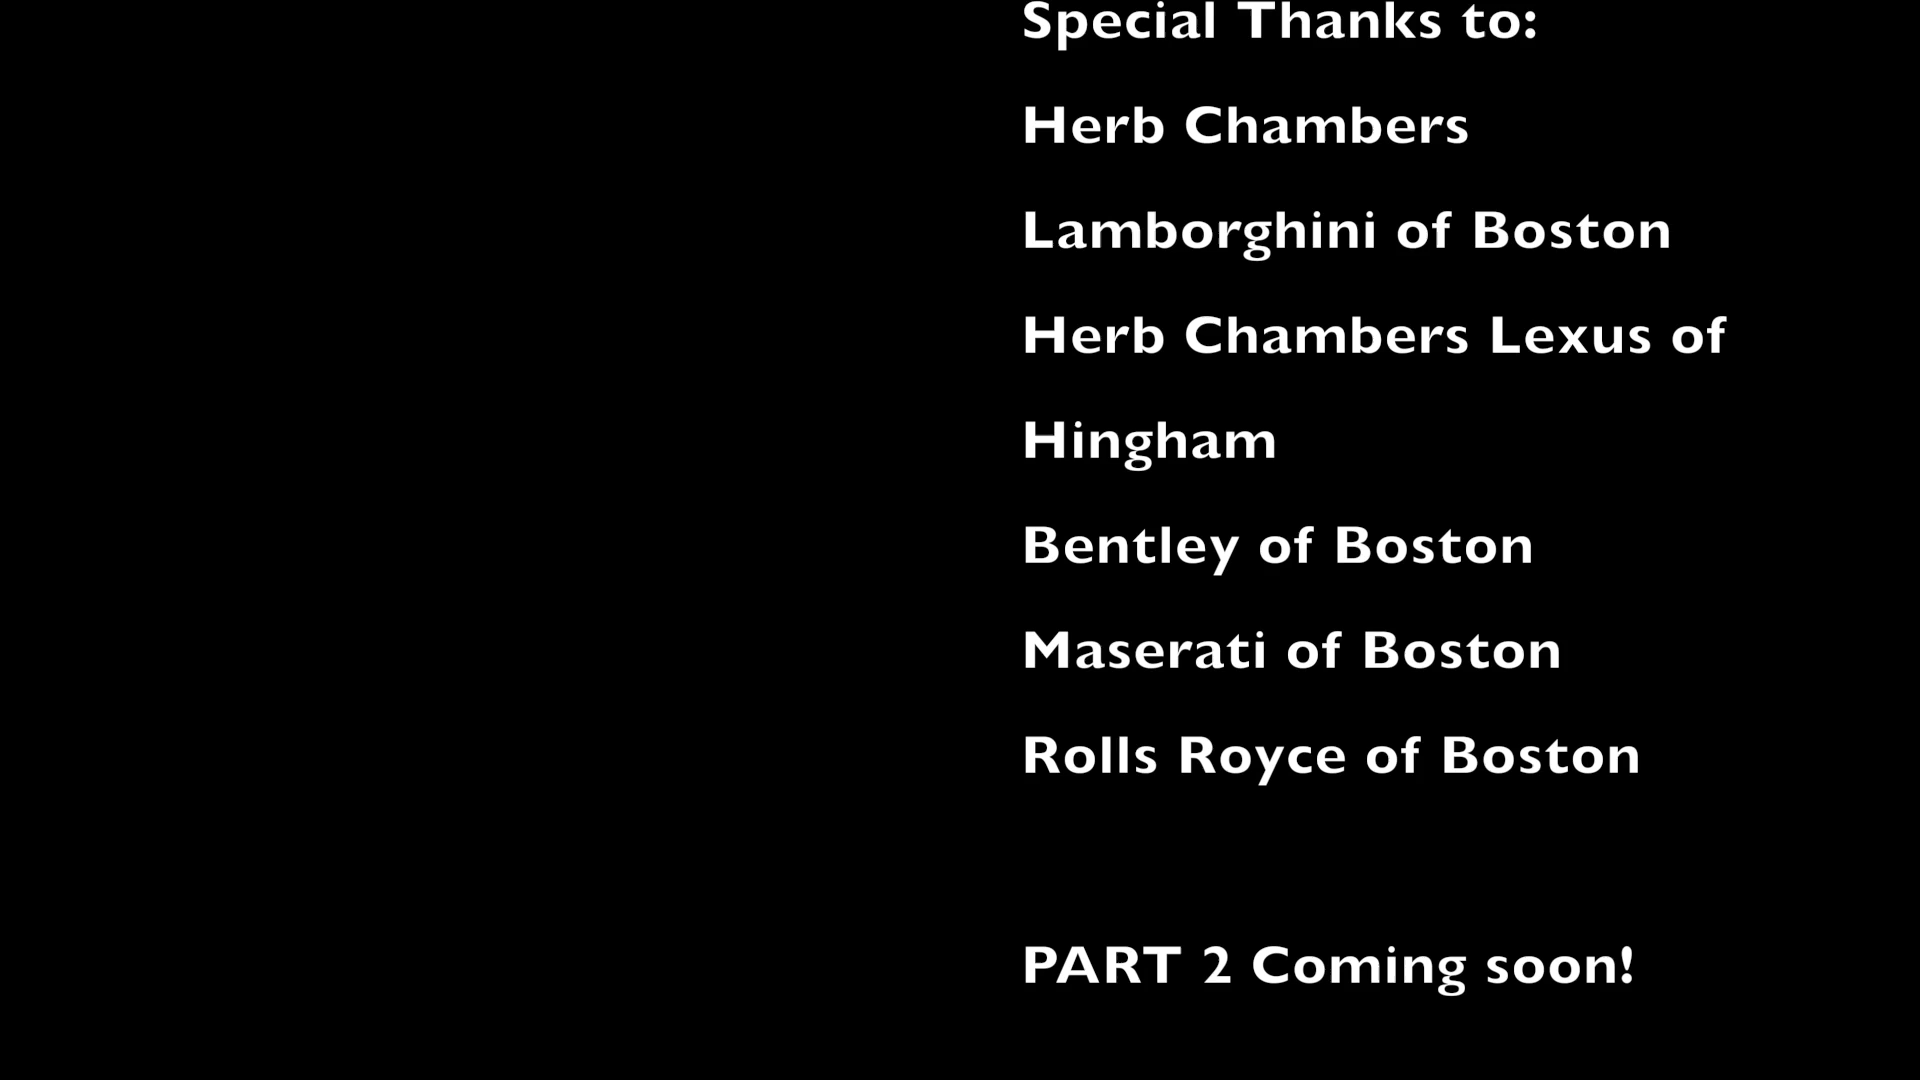 Special Thanks to:
Herb Chambers
Lamborghini of Boston
Herb Chambers Lexus of
Hingham
Bentley of Boston
Maserati of Boston
Rolls Royce of Boston
PART 2 Coming soon!